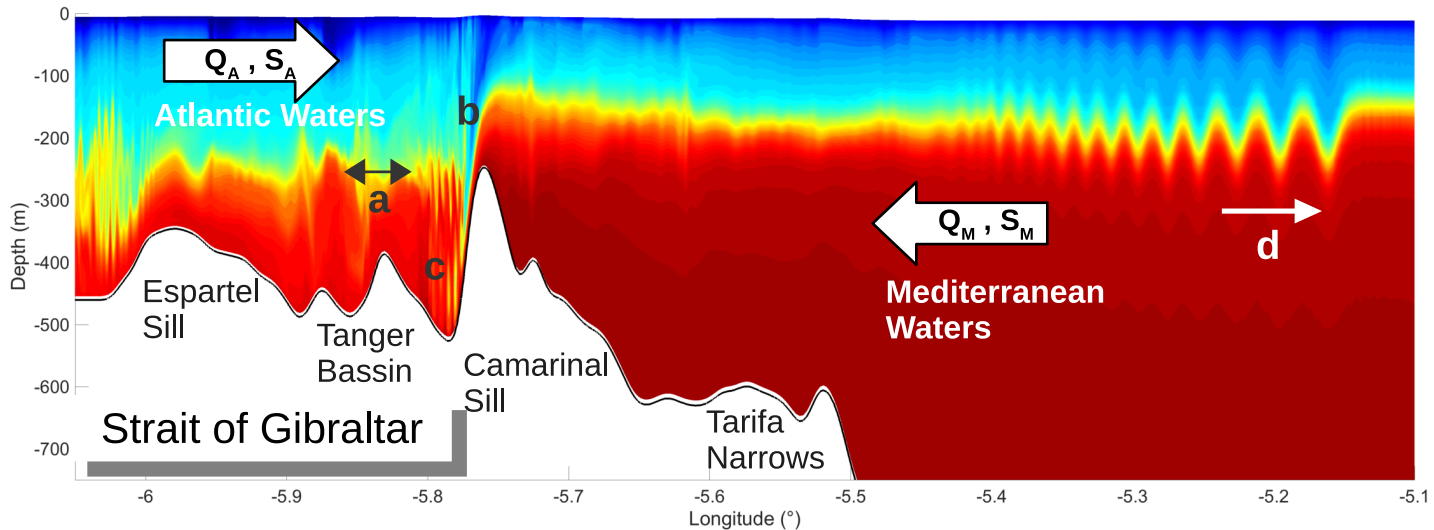 0
-100
-200
-300
-400
-500
-600
-700
Depth (m)
Q_A , S_A
Atlantic Waters
b
a
c
Q_M , S_M
d
Mediterranean
Waters
Espartel
Sill
Tanger
Bassin
Camarinal
Sill
Tarifa
Narrows
Strait of Gibraltar
-6
-5.9
-5.8
-5.7
-5.6
-5.5
-5.4
-5.3
-5.2
-5.1
Longitude (°)